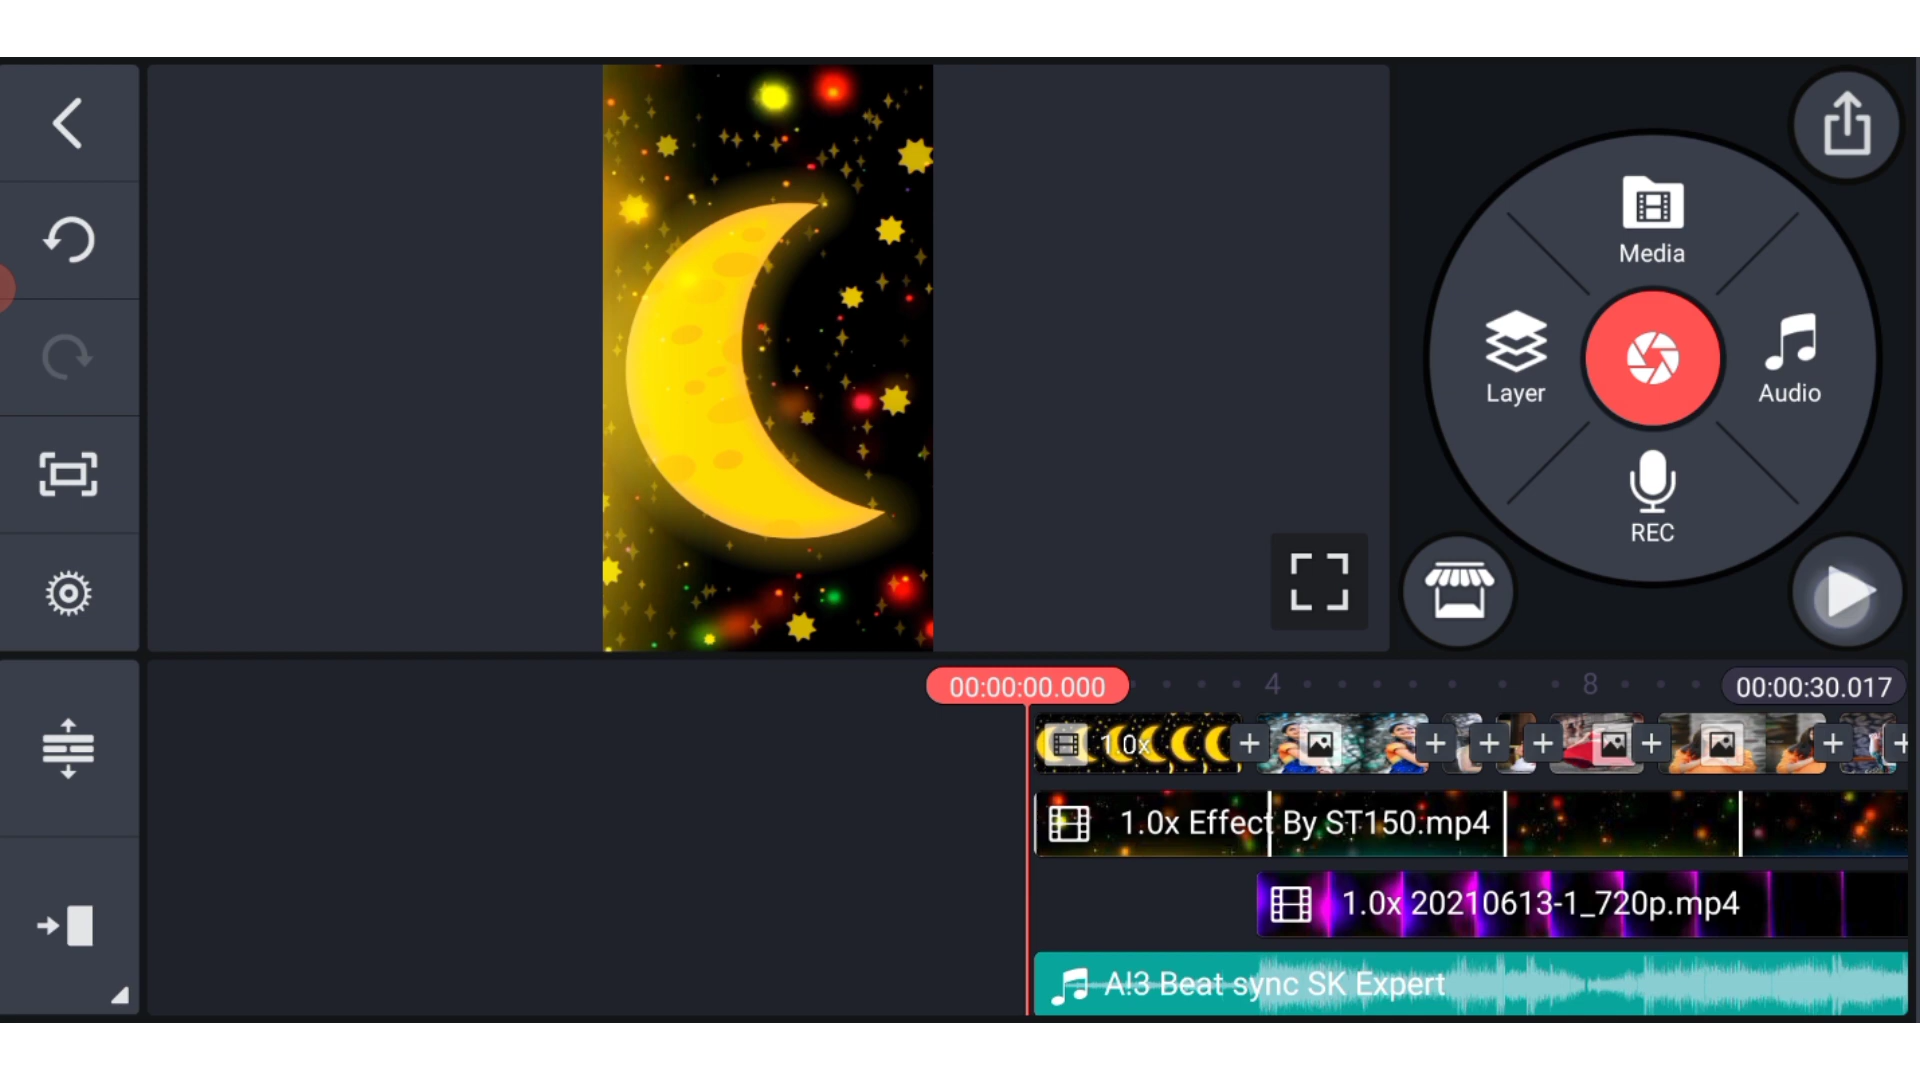 Media
Layer
Audio
REC
00:00:00.000
4
8
00:00:30.017
1.0x
1.0x Effect By ST150.mp4
1.0x 20210613-1_720p.mp4
A!3 Beat sync SK Expert